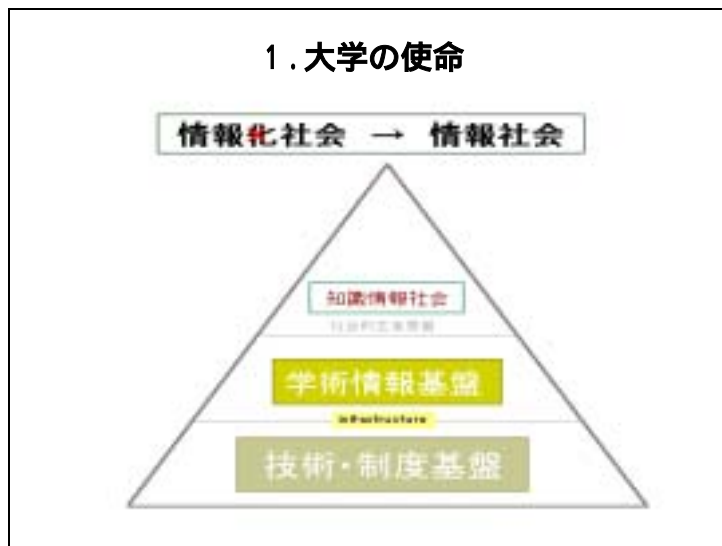 1.大学の使命
情報化社会 → 情報社会
知識情報社会
学術情報基盤
infrastructure
技術・制度基盤